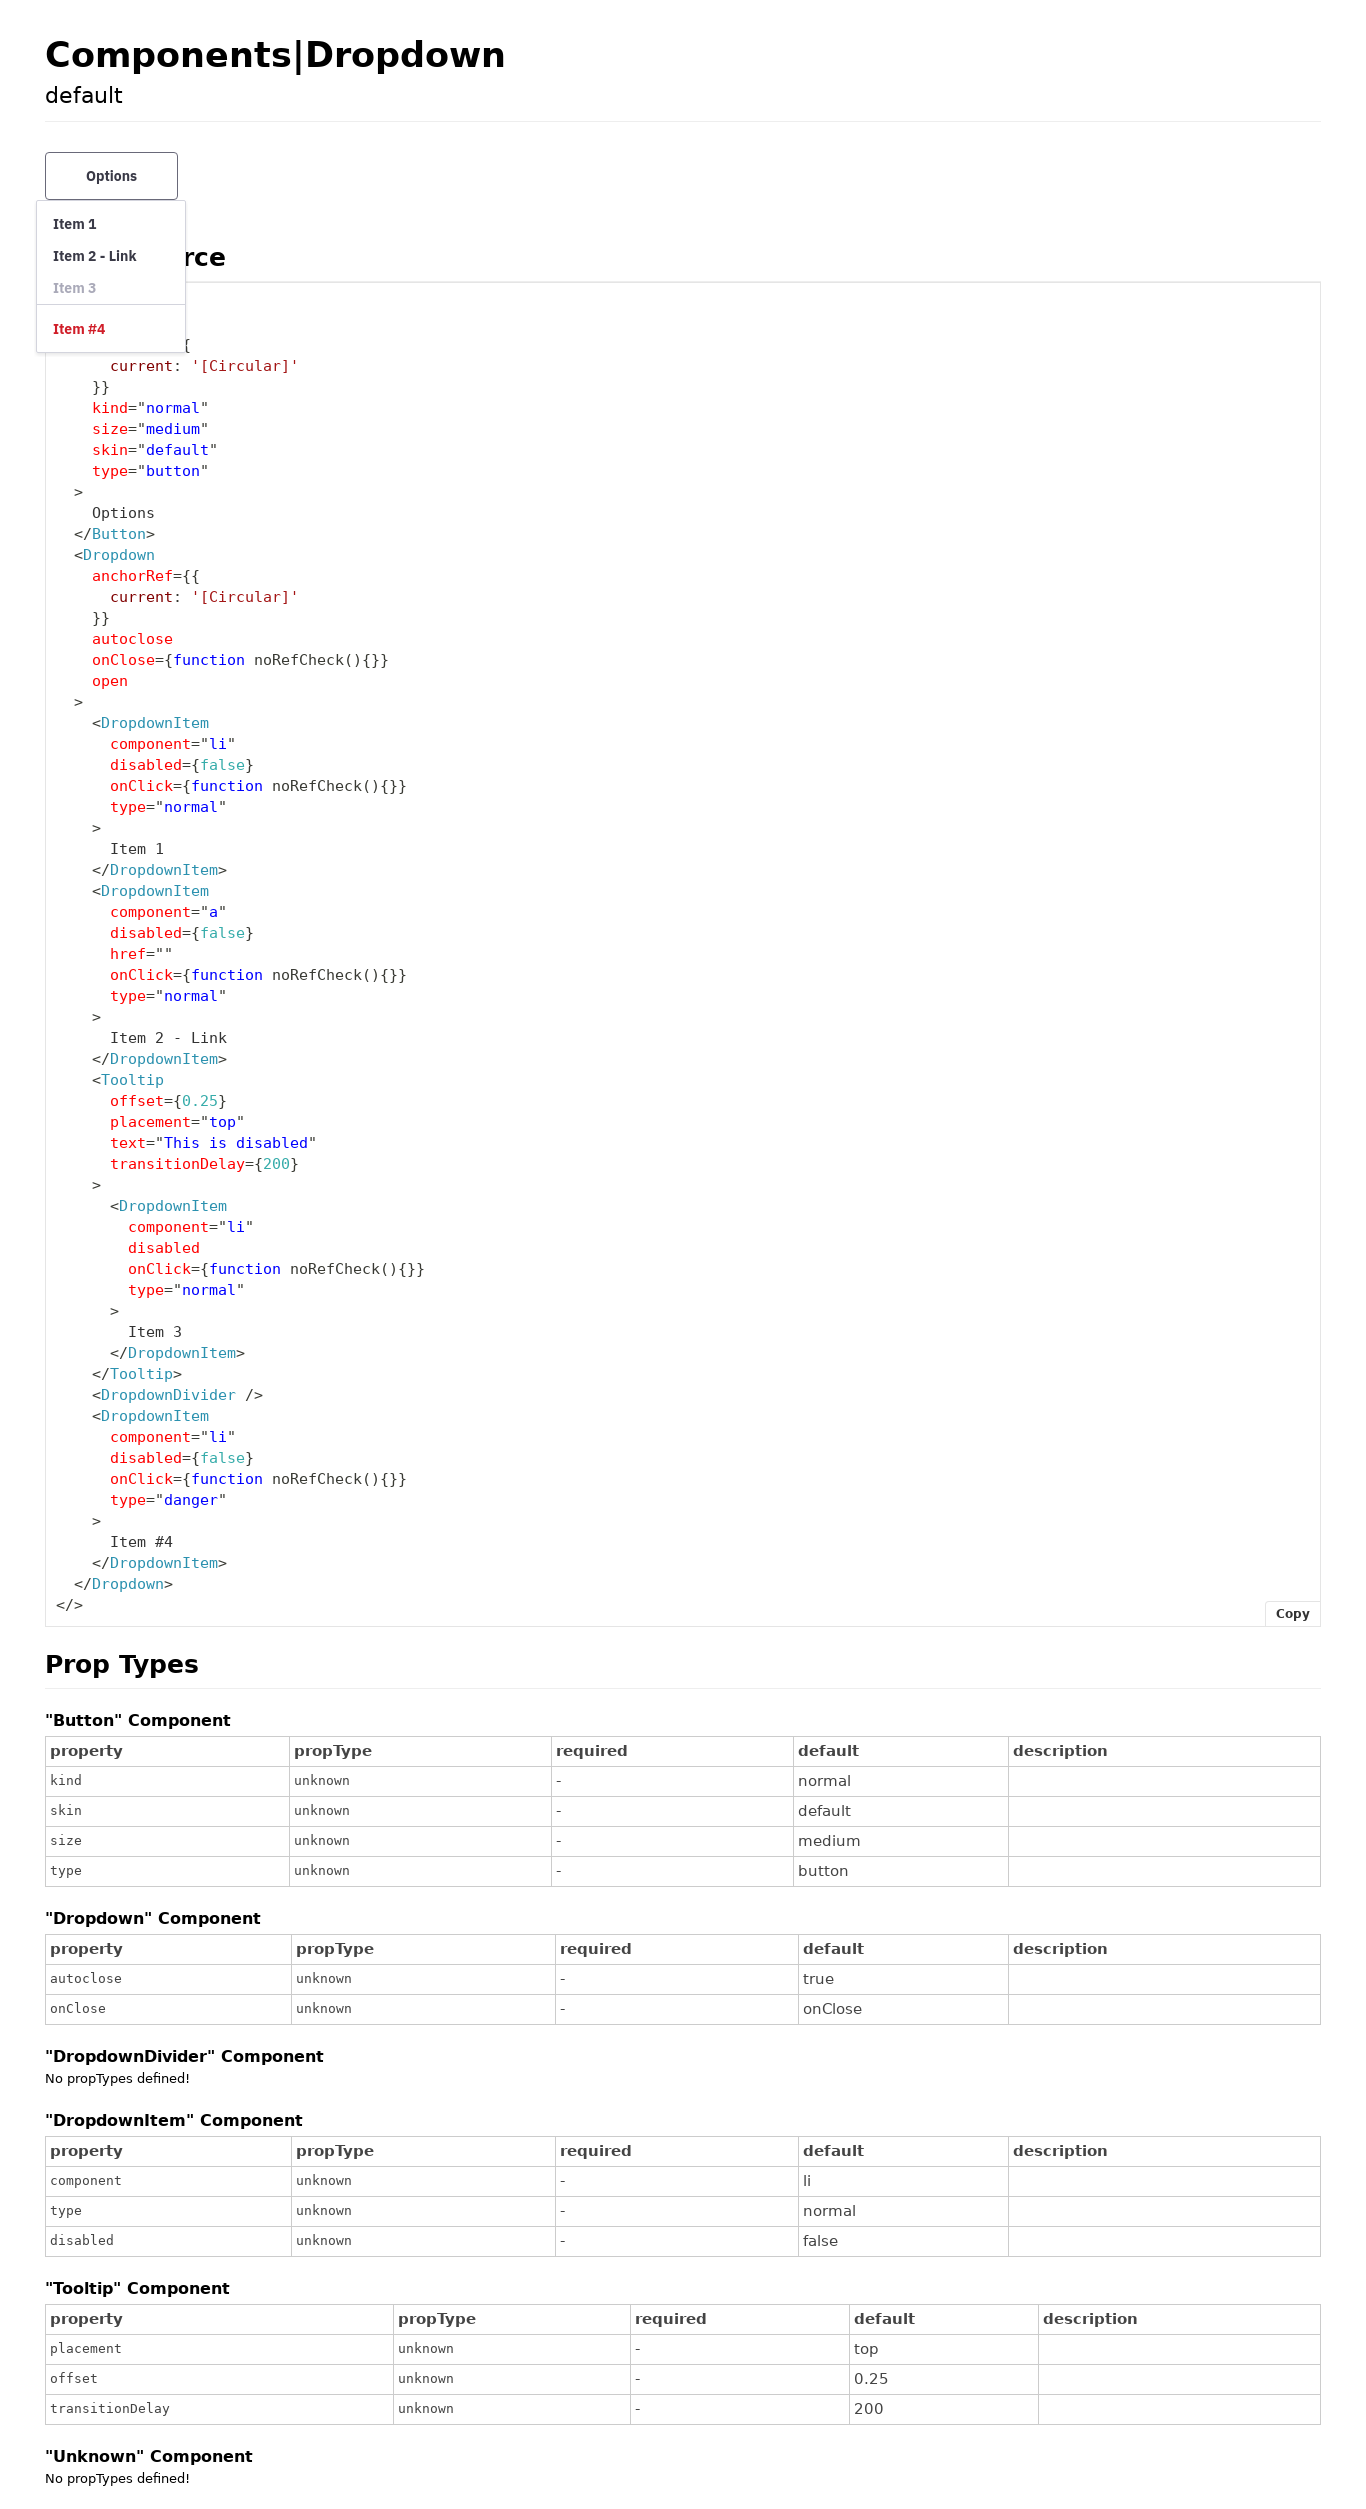 Components|Dropdown
default
Options
Item 1
Item 2 - Link
rce
Item 3
Item #4
{
current: '[Circular]'
}}
kind="normal"
size="medium"
skin="default"
type="button"
>
Options
</Button>
<Dropdown
anchorRef={{
current: '[Circular]'
}}
autoclose
onClose={function noRefCheck(){}}
open
>
<DropdownItem
component="li"
disabled={false}
onClick={function noRefCheck(){}}
type="normal"
>
Item 1
</DropdownItem>
<DropdownItem
component="a"
disabled={false}
href=""
onClick={function noRefCheck(){}}
type="normal"
>
Item 2 - Link
</DropdownItem>
<Tooltip
offset={0.25}
placement="top"
text="This is disabled"
transitionDelay={200}
>
<DropdownItem
component="li"
disabled
onClick={function noRefCheck(){}}
type="normal"
>
Item 3
</DropdownItem>
</Tooltip>
<DropdownDivider />
<DropdownItem
component="li"
disabled={false}
onClick={function noRefCheck(){}}
type="danger"
>
Item #4
</DropdownItem>
</Dropdown>
</>
Copy
Prop Types
"Button" Component
property propType required default description
kind unknown - normal
skin unknown - default
size unknown - medium
type unknown - button
"Dropdown" Component
property propType required default description
autoclose unknown - true
onClose unknown - onClose
"DropdownDivider" Component
No propTypes defined!
"DropdownItem" Component
property propType required default description
component unknown - li
type unknown - normal
disabled unknown - false
"Tooltip" Component
property propType required default description
placement unknown - top
offset unknown - 0.25
transitionDelay unknown - 200
"Unknown" Component
No propTypes defined!